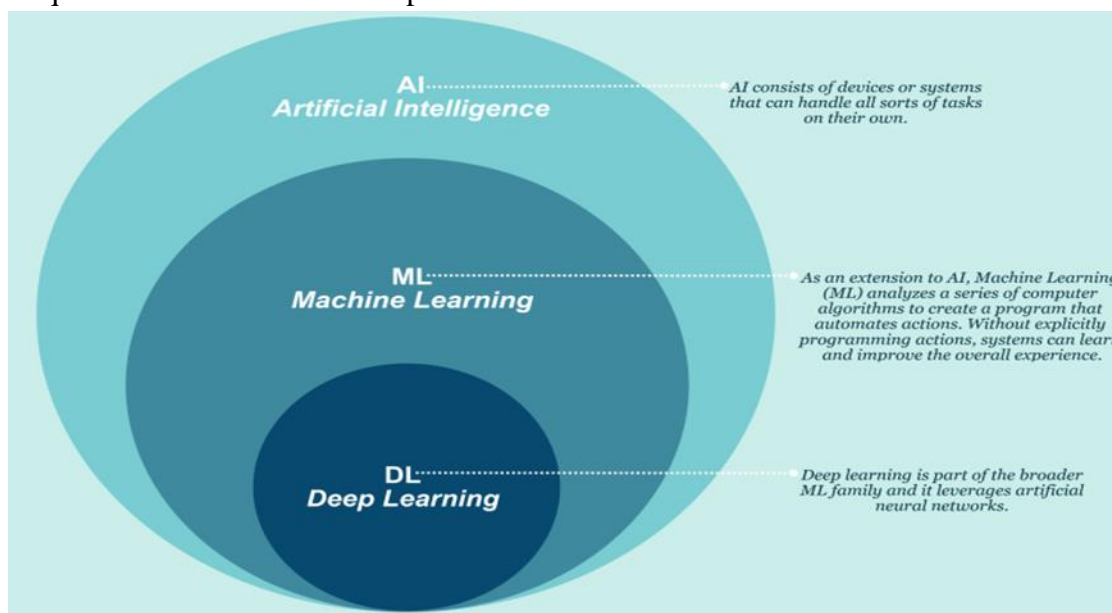 AI
Artificial Intelligence
AI consists of devices or systems
that can handle all sorts of tasks
on their own.
ML
Machine Learning
As an extension to AI, Machine Learning
(ML) analyzes a series of computer
algorithms to create a program that
automates actions. Without explicitly
programming actions, systems can learn
and improve the overall experience.
DL
Deep Learning
Deep learning is part of the broader
ML family and it leverages artificial
neural networks.